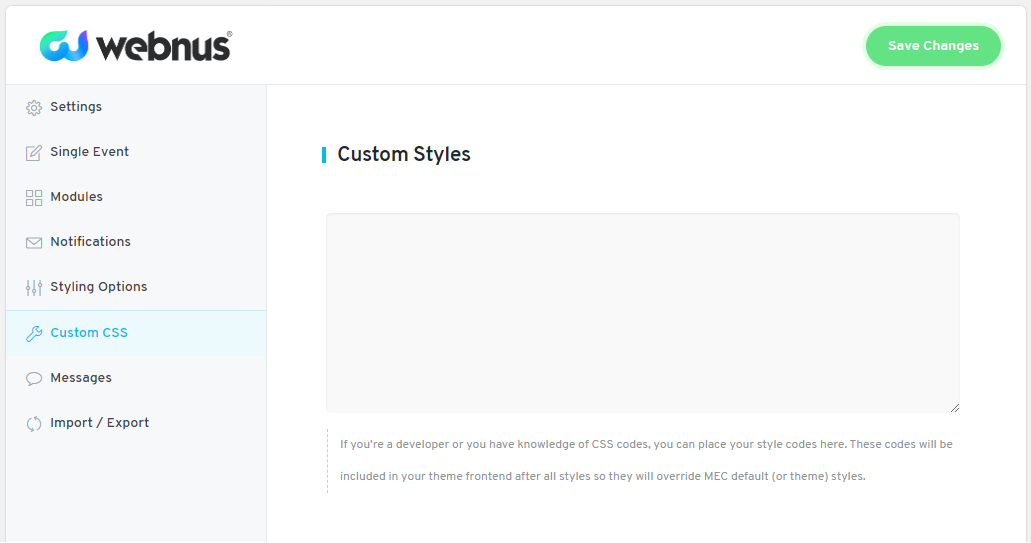 webnus®
Save Changes
Settings
Single Event
Modules
Notifications
Styling Options
Custom CSS
Messages
Import / Export
Custom Styles
If you're a developer or you have knowledge of CSS codes, you can place your style codes here. These codes will be
included in your theme frontend after all styles so they will override MEC default (or theme) styles.